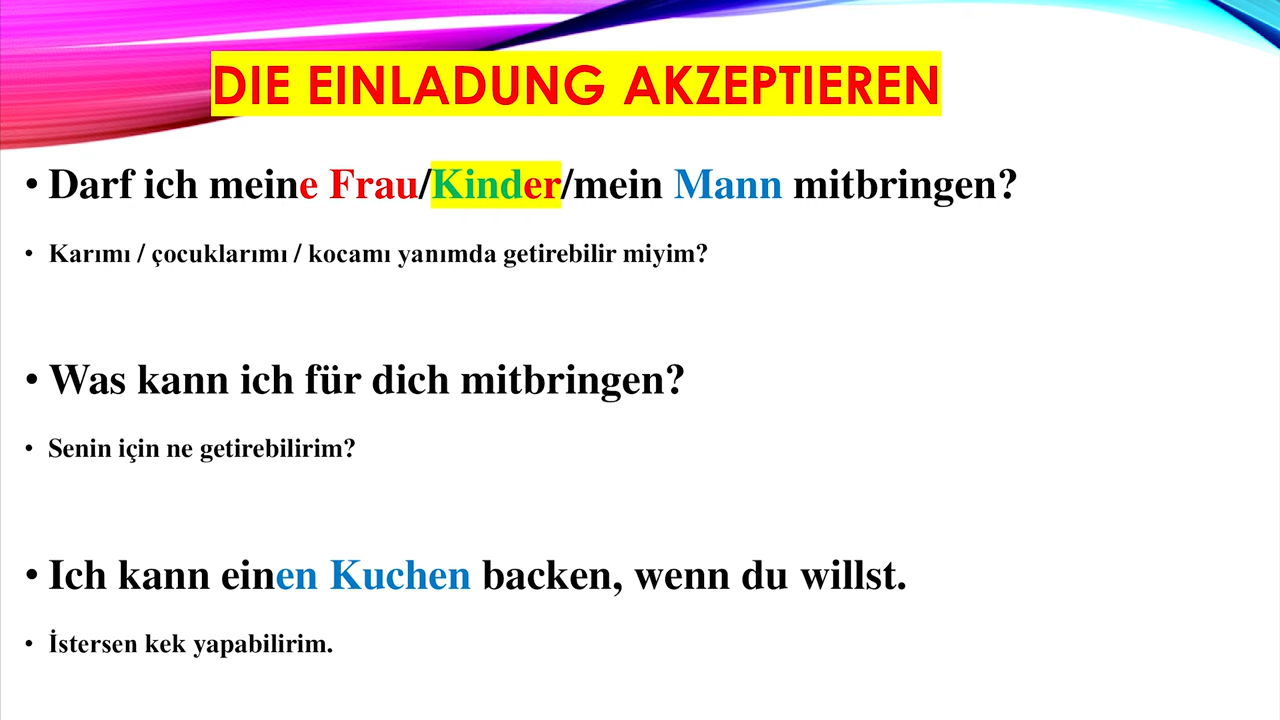 DIE EINLADUNG AKZEPTIEREN
• Darf ich meine Frau/Kinder/mein Mann mitbringen?
• Karımı / çocuklarımı / kocamı yanımda getirebilir miyim?
• Was kann ich für dich mitbringen?
• Senin için ne getirebilirim?
• Ich kann einen Kuchen backen, wenn du willst.
• İstersen kek yapabilirim.